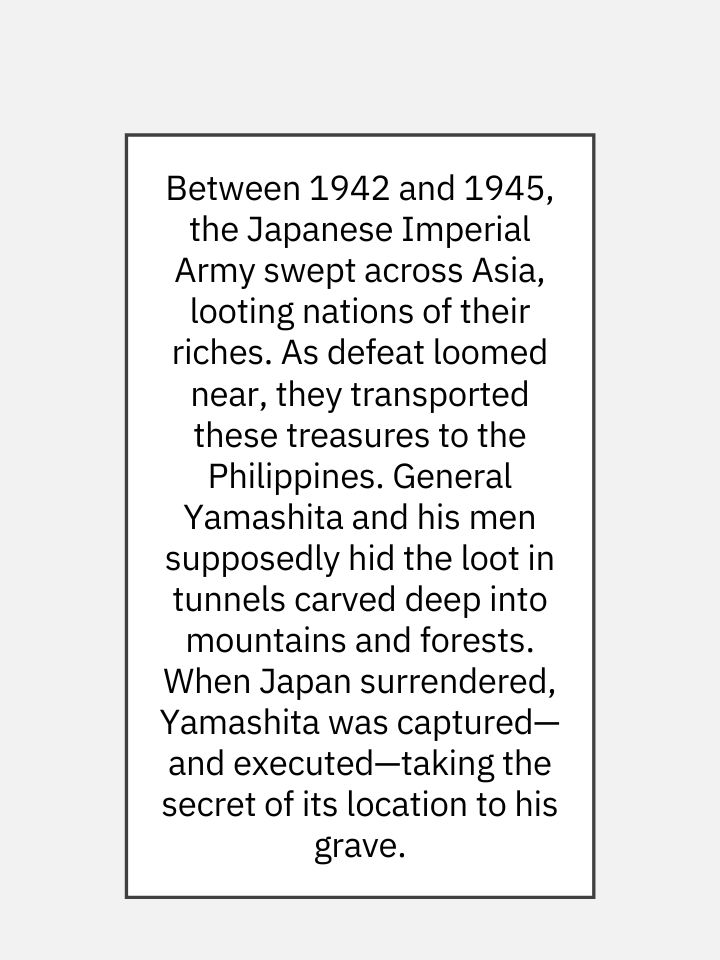 Between 1942 and 1945,
the Japanese Imperial
Army swept across Asia,
looting nations of their
riches. As defeat loomed
near, they transported
these treasures to the
Philippines. General
Yamashita and his men
supposedly hid the loot in
tunnels carved deep into
mountains and forests.
When Japan surrendered,
Yamashita was captured—
and executed—taking the
secret of its location to his
grave.